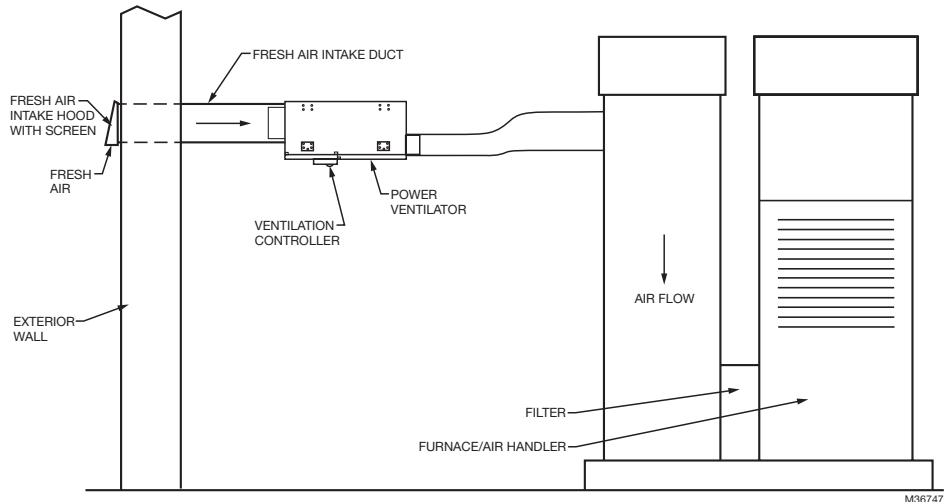 FRESH AIR INTAKE DUCT
FRESH AIR
INTAKE HOOD
WITH SCREEN
FRESH
AIR
POWER
VENTILATOR
VENTILATION
CONTROLLER
AIR FLOW
EXTERIOR
WALL
FILTER
FURNACE/AIR HANDLER
M36747